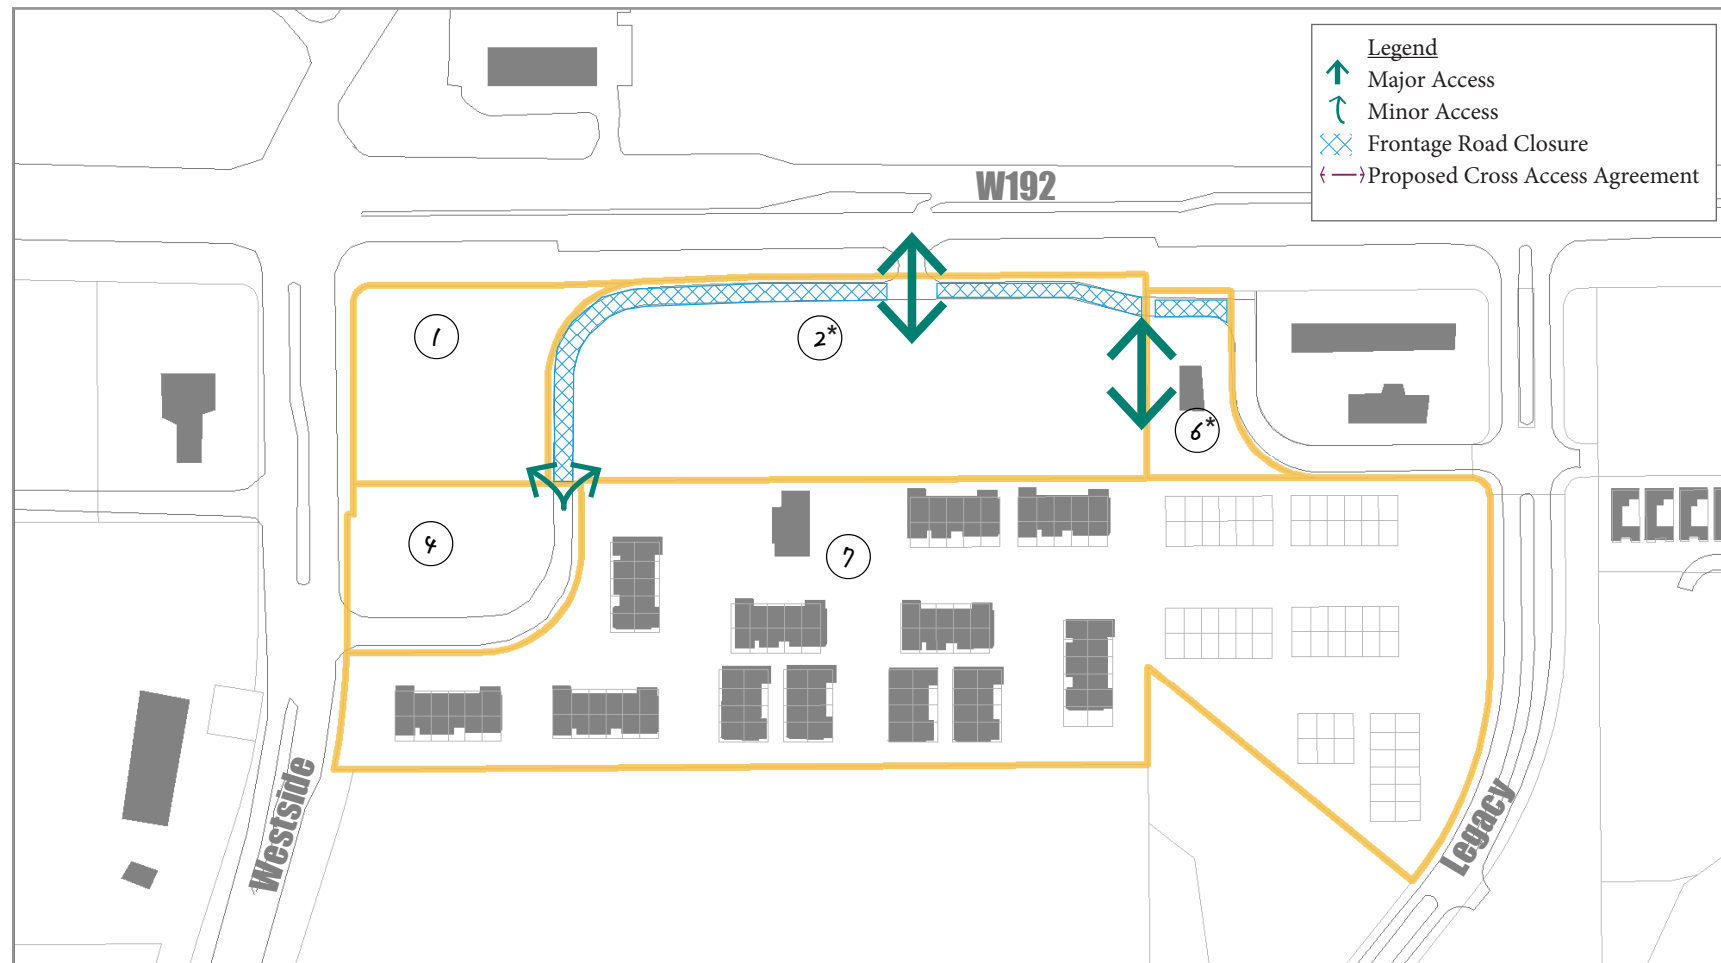 Legend
Major Access
Minor Access
Frontage Road Closure
Proposed Cross Access Agreement
W192
1
2*
6*
4
7
Westside
Legacy